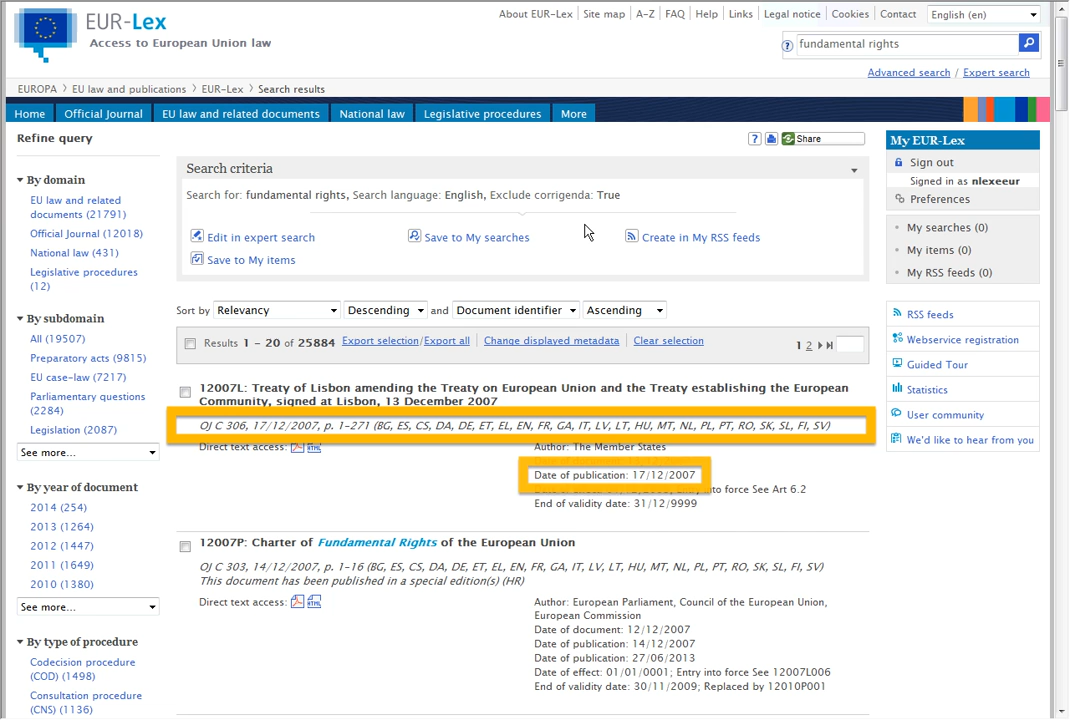 EUR-Lex
Access to European Union law
About EUR-Lex | Site map | A-Z | FAQ | Help | Links | Legal notice | Cookies | Contact
English (en)
fundamental rights
Advanced search / Expert search
EUROPA > EU law and publications > EUR-Lex > Search results
Home
Official Journal
EU law and related documents
National law
Legislative procedures
More
Refine query
By domain
EU law and related
documents (21791)
Official Journal (12018)
National law (431)
Legislative procedures
(12)
By subdomain
All (19507)
Preparatory acts (9815)
EU case-law (7217)
Parliamentary questions
(2284)
Legislation (2087)
See more...
By year of document
2014 (254)
2013 (1264)
2012 (1447)
2011 (1649)
2010 (1380)
See more...
By type of procedure
Codecision procedure
(COD) (1498)
Consultation procedure
(CNS) (1136)
? Share
Search criteria
Search for: fundamental rights, Search language: English, Exclude corrigenda: True
Edit in expert search
Save to My searches
Create in My RSS feeds
Save to My items
Sort by Relevancy Descending and Document identifier Ascending
Results 1 - 20 of 25884 Export selection/Export all | Change displayed metadata | Clear selection 1 2
12007L: Treaty of Lisbon amending the Treaty on European Union and the Treaty establishing the European
Community, signed at Lisbon, 13 December 2007
OJ C 306, 17/12/2007, p. 1-271 (BG, ES, CS, DA, DE, ET, EL, EN, FR, GA, IT, LV, LT, HU, MT, NL, PL, PT, RO, SK, SL, FI, SV)
Direct text access: HTML
Author: The Member States
Date of publication: 17/12/2007
into force See Art 6.2
End of validity date: 31/12/9999
12007P: Charter of Fundamental Rights of the European Union
OJ C 303, 14/12/2007, p. 1-16 (BG, ES, CS, DA, DE, ET, EL, EN, FR, GA, IT, LV, LT, HU, MT, NL, PL, PT, RO, SK, SL, FI, SV)
This document has been published in a special edition(s) (HR)
Direct text access: HTML
Author: European Parliament, Council of the European Union,
European Commission
Date of document: 12/12/2007
Date of publication: 14/12/2007
Date of publication: 27/06/2013
Date of effect: 01/01/0001; Entry into force See 12007L006
End of validity date: 30/11/2009; Replaced by 12010P001
My EUR-Lex
Sign out
Signed in as nlexeeur
Preferences
My searches (0)
My items (0)
My RSS feeds (0)
RSS feeds
Webservice registration
Guided Tour
Statistics
User community
We'd like to hear from you